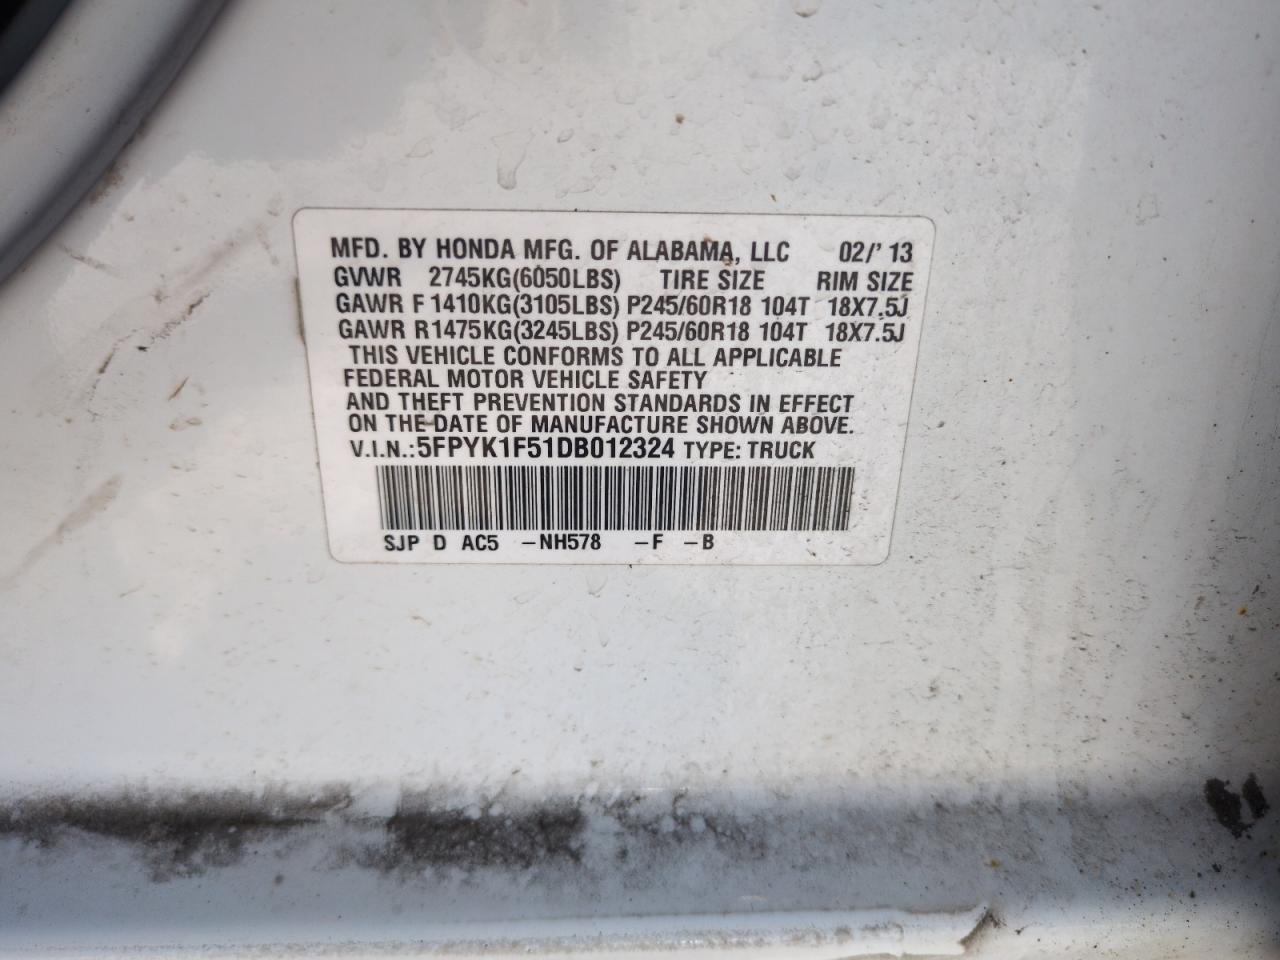 MFD. BY HONDA MFG. OF ALABAMA, LLC 02/' 13
GVWR 2745KG(6050LBS) TIRE SIZE RIM SIZE
GAWR F 1410KG(3105LBS) P245/60R18 104T 18X7.5J
GAWR R1475KG(3245LBS) P245/60R18 104T 18X7.5J
THIS VEHICLE CONFORMS TO ALL APPLICABLE
FEDERAL MOTOR VEHICLE SAFETY
AND THEFT PREVENTION STANDARDS IN EFFECT
ON THE DATE OF MANUFACTURE SHOWN ABOVE.
V.I.N.:5FPYK1F51DB012324 TYPE: TRUCK
SJP D AC5 -NH578 -F -B